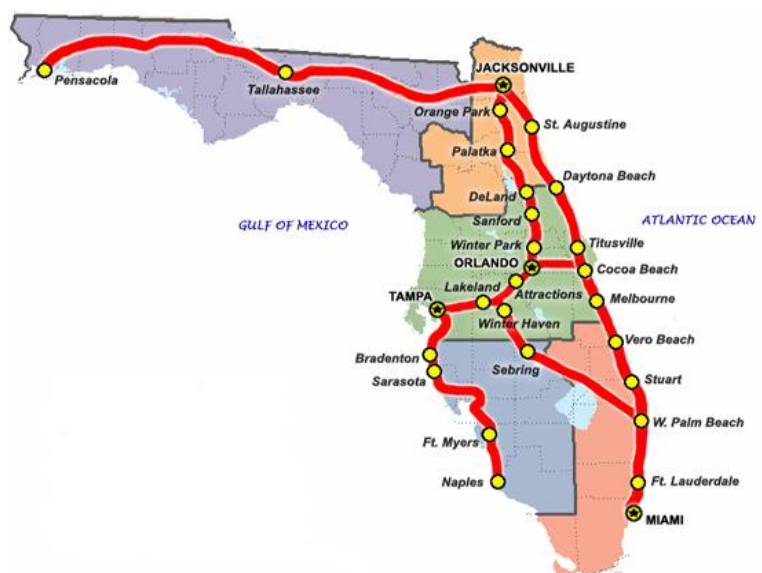 JACKSONVILLE
Pensacola
Tallahassee
Orange Park
St. Augustine
Palatka
Daytona Beach
DeLand
Sanford
GULF OF MEXICO
ATLANTIC OCEAN
Winter Park
Titusville
ORLANDO
Cocoa Beach
Lakeland
Attractions
TAMPA
Melbourne
Winter Haven
Vero Beach
Bradenton
Sebring
Sarasota
Stuart
W. Palm Beach
Ft. Myers
Naples
Ft. Lauderdale
MIAMI